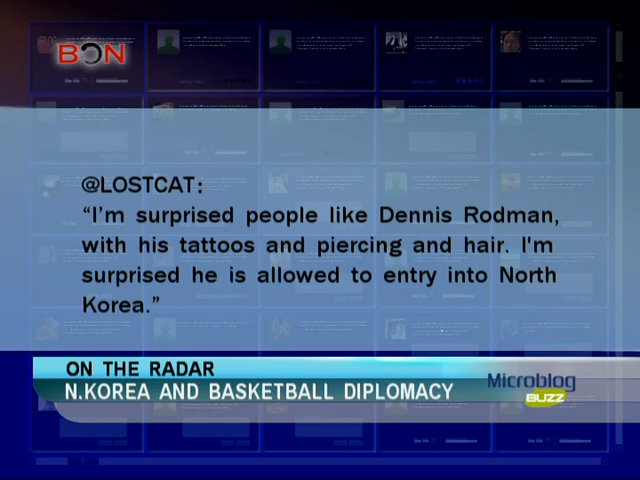 BON
@LOSTCAT:
“I'm surprised people like Dennis Rodman,
with his tattoos and piercing and hair. I'm
surprised he is allowed to entry into North
Korea.”
ON THE RADAR
N.KOREA AND BASKETBALL DIPLOMACY
Microblog
BUZZ